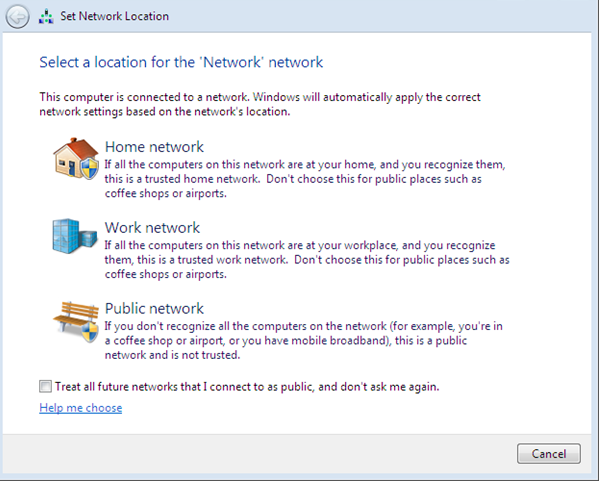 Set Network Location
Select a location for the 'Network' network
This computer is connected to a network. Windows will automatically apply the correct
network settings based on the network's location.
Home network
If all the computers on this network are at your home, and you recognize them,
this is a trusted home network.  Don't choose this for public places such as
coffee shops or airports.
Work network
If all the computers on this network are at your workplace, and you recognize
them, this is a trusted work network.  Don't choose this for public places such as
coffee shops or airports.
Public network
If you don't recognize all the computers on the network (for example, you're in
a coffee shop or airport, or you have mobile broadband), this is a public
network and is not trusted.
Treat all future networks that I connect to as public, and don't ask me again.
Help me choose
Cancel